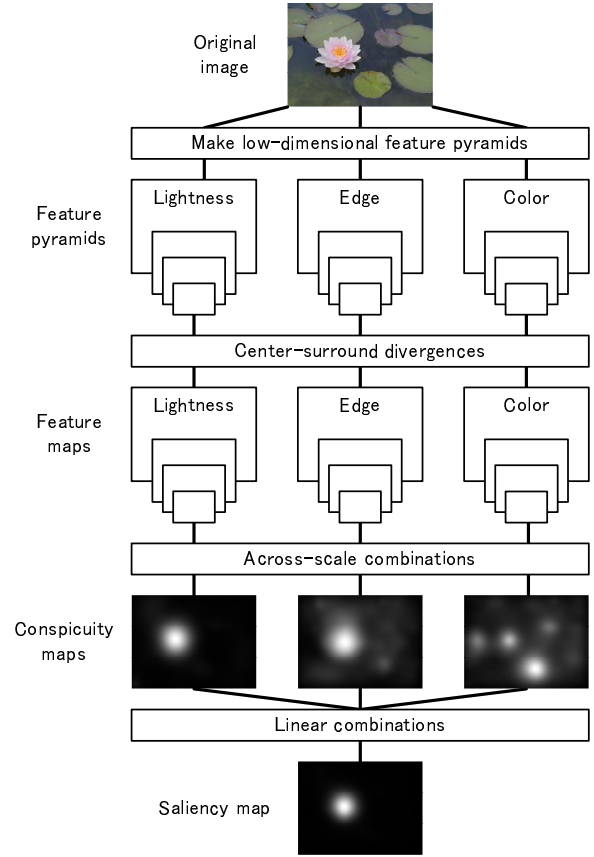 Original
image
Make low-dimensional feature pyramids
Feature
pyramids
Lightness
Edge
Color
Center-surround divergences
Feature
maps
Lightness
Edge
Color
Across-scale combinations
Conspicuity
maps
Linear combinations
Saliency map